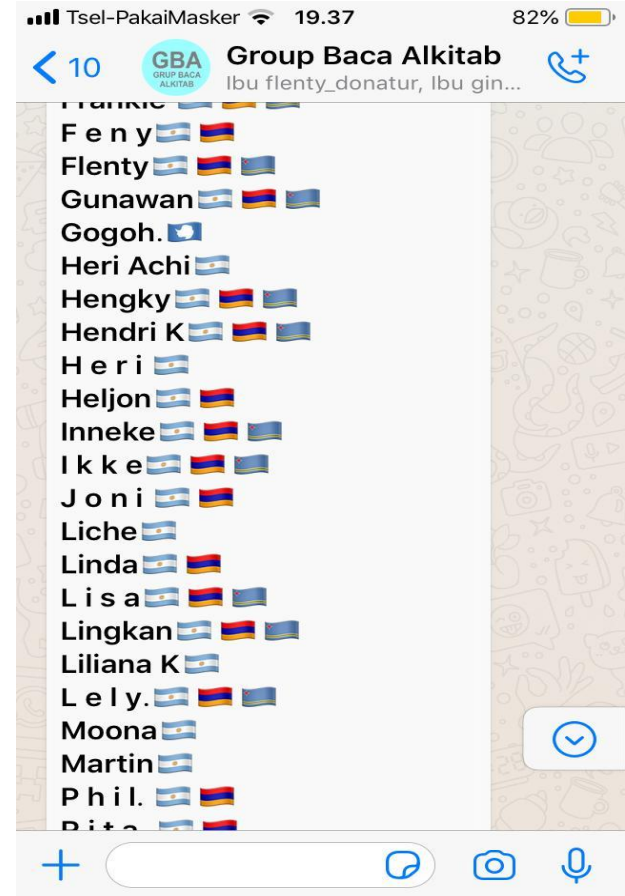 Tsel-PakaiMasker 19.37 82%
10 GBA GRUP BACA ALKITAB Group Baca Alkitab
Ibu flenty_donatur, Ibu gin...
Frankie 🇦🇷 🇦🇲 🇦🇼
F e n y🇦🇷 🇦🇲
Flenty🇦🇷 🇦🇲 🇦🇼
Gunawan🇦🇷 🇦🇲 🇦🇼
Gogoh.🇦🇶
Heri Achi🇦🇷
Hengky🇦🇷 🇦🇲 🇦🇼
Hendri K🇦🇷 🇦🇲 🇦🇼
H e r i 🇦🇷
Heljon🇦🇷 🇦🇲
Inneke🇦🇷 🇦🇲 🇦🇼
I k k e🇦🇷 🇦🇲 🇦🇼
J o n i 🇦🇷 🇦🇲
Liche🇦🇷
Linda🇦🇷 🇦🇲
L i s a🇦🇷 🇦🇲 🇦🇼
Lingkan🇦🇷 🇦🇲 🇦🇼
Liliana K🇦🇷
L e l y.🇦🇷 🇦🇲 🇦🇼
Moona🇦🇷
Martin🇦🇷
P h i l. 🇦🇷 🇦🇲
R i t a 🇦🇷 🇦🇲